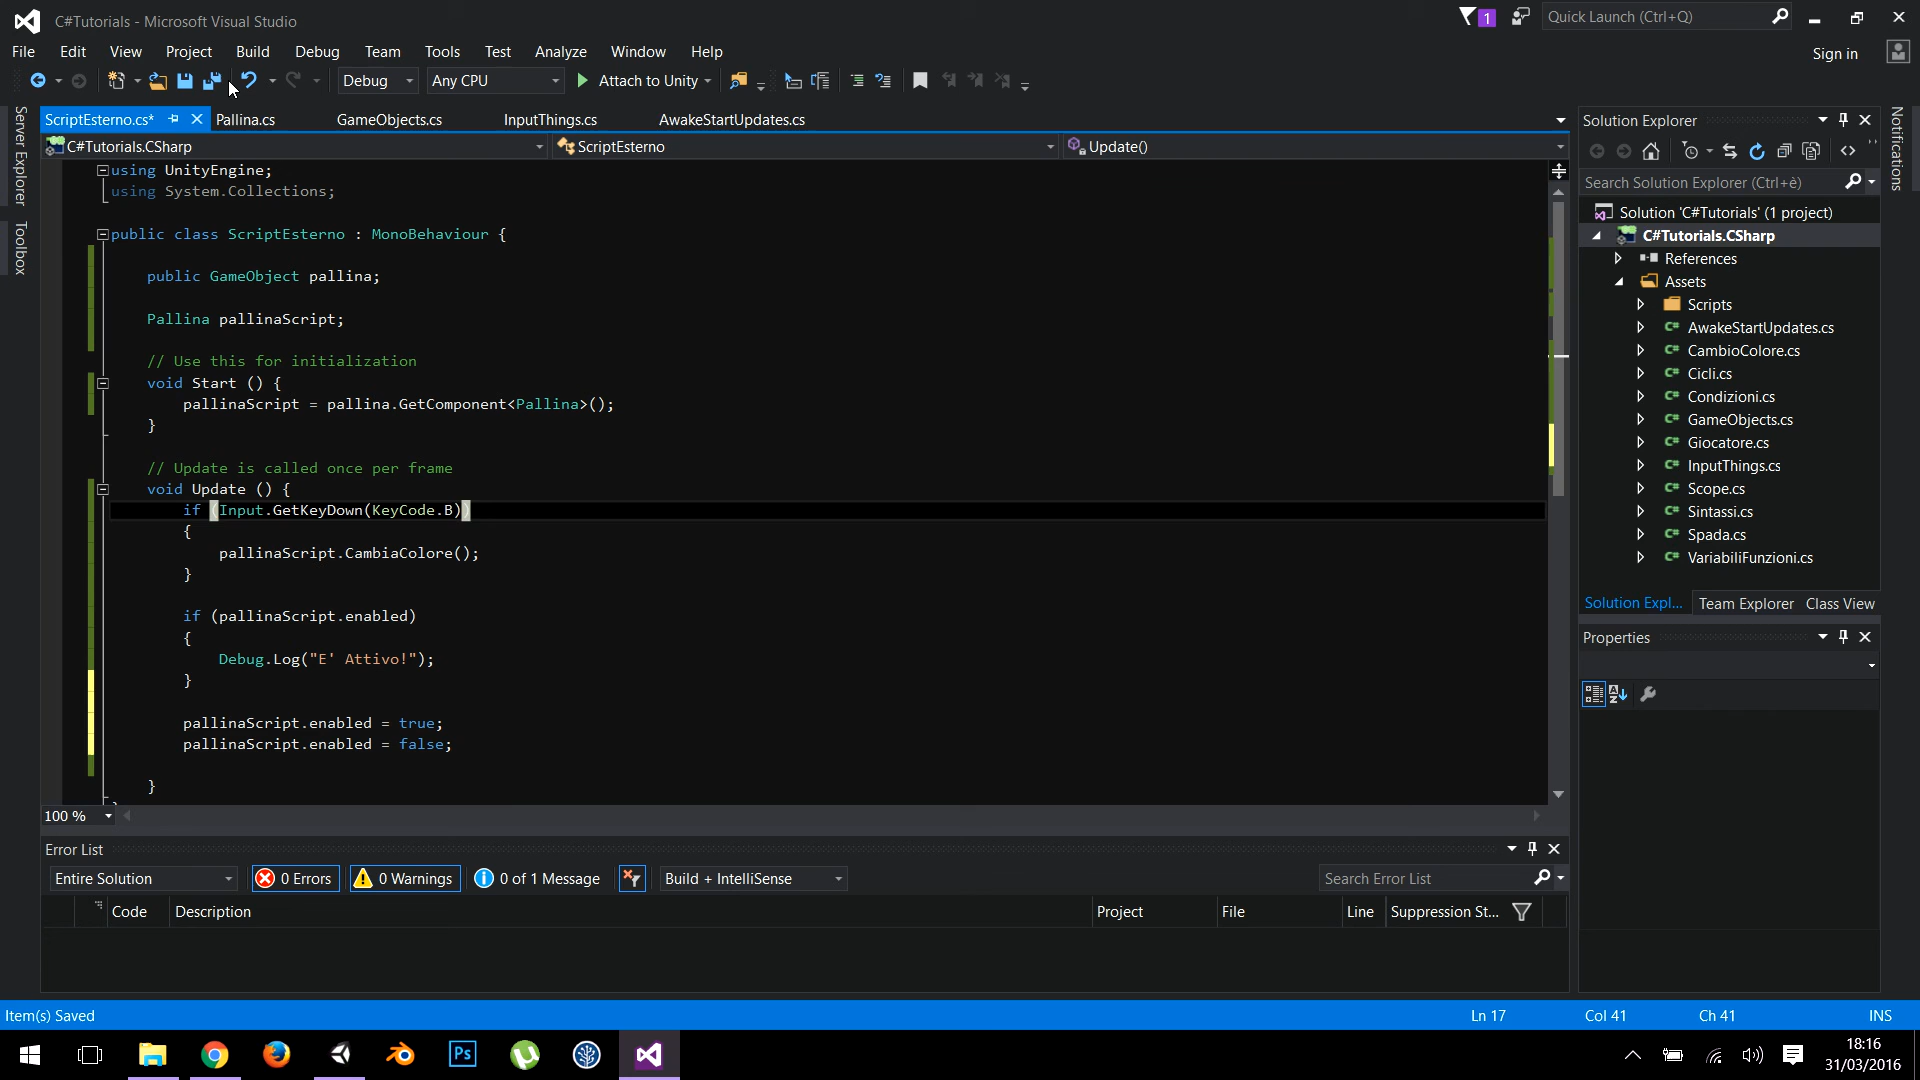 C#Tutorials - Microsoft Visual Studio
1
Quick Launch (Ctrl+Q)
File Edit View Project Build Debug Team Tools Test Analyze Window Help
Sign in
Debug Any CPU Attach to Unity
Server Explorer
Toolbox
ScriptEsterno.cs* Pallina.cs GameObjects.cs InputThings.cs AwakeStartUpdates.cs
C#Tutorials.CSharp ScriptEsterno Update()
using UnityEngine;
using System.Collections;
public class ScriptEsterno : MonoBehaviour {
public GameObject pallina;
Pallina pallinaScript;
// Use this for initialization
void Start () {
pallinaScript = pallina.GetComponent<Pallina>();
}
// Update is called once per frame
void Update () {
if (Input.GetKeyDown(KeyCode.B))
{
pallinaScript.CambiaColore();
}
if (pallinaScript.enabled)
{
Debug.Log("E' Attivo!");
}
pallinaScript.enabled = true;
pallinaScript.enabled = false;
}
100 %
Solution Explorer
Search Solution Explorer (Ctrl+è)
Solution 'C#Tutorials' (1 project)
C#Tutorials.CSharp
References
Assets
Scripts
AwakeStartUpdates.cs
CambioColore.cs
Cicli.cs
Condizioni.cs
GameObjects.cs
Giocatore.cs
InputThings.cs
Scope.cs
Sintassi.cs
Spada.cs
VariabiliFunzioni.cs
Solution Expl... Team Explorer Class View
Properties
Notifications
Error List
Entire Solution 0 Errors 0 Warnings 0 of 1 Message Build + IntelliSense Search Error List
Code Description Project File Line Suppression St...
Item(s) Saved Ln 17 Col 41 Ch 41 INS
Ps
18:16
31/03/2016